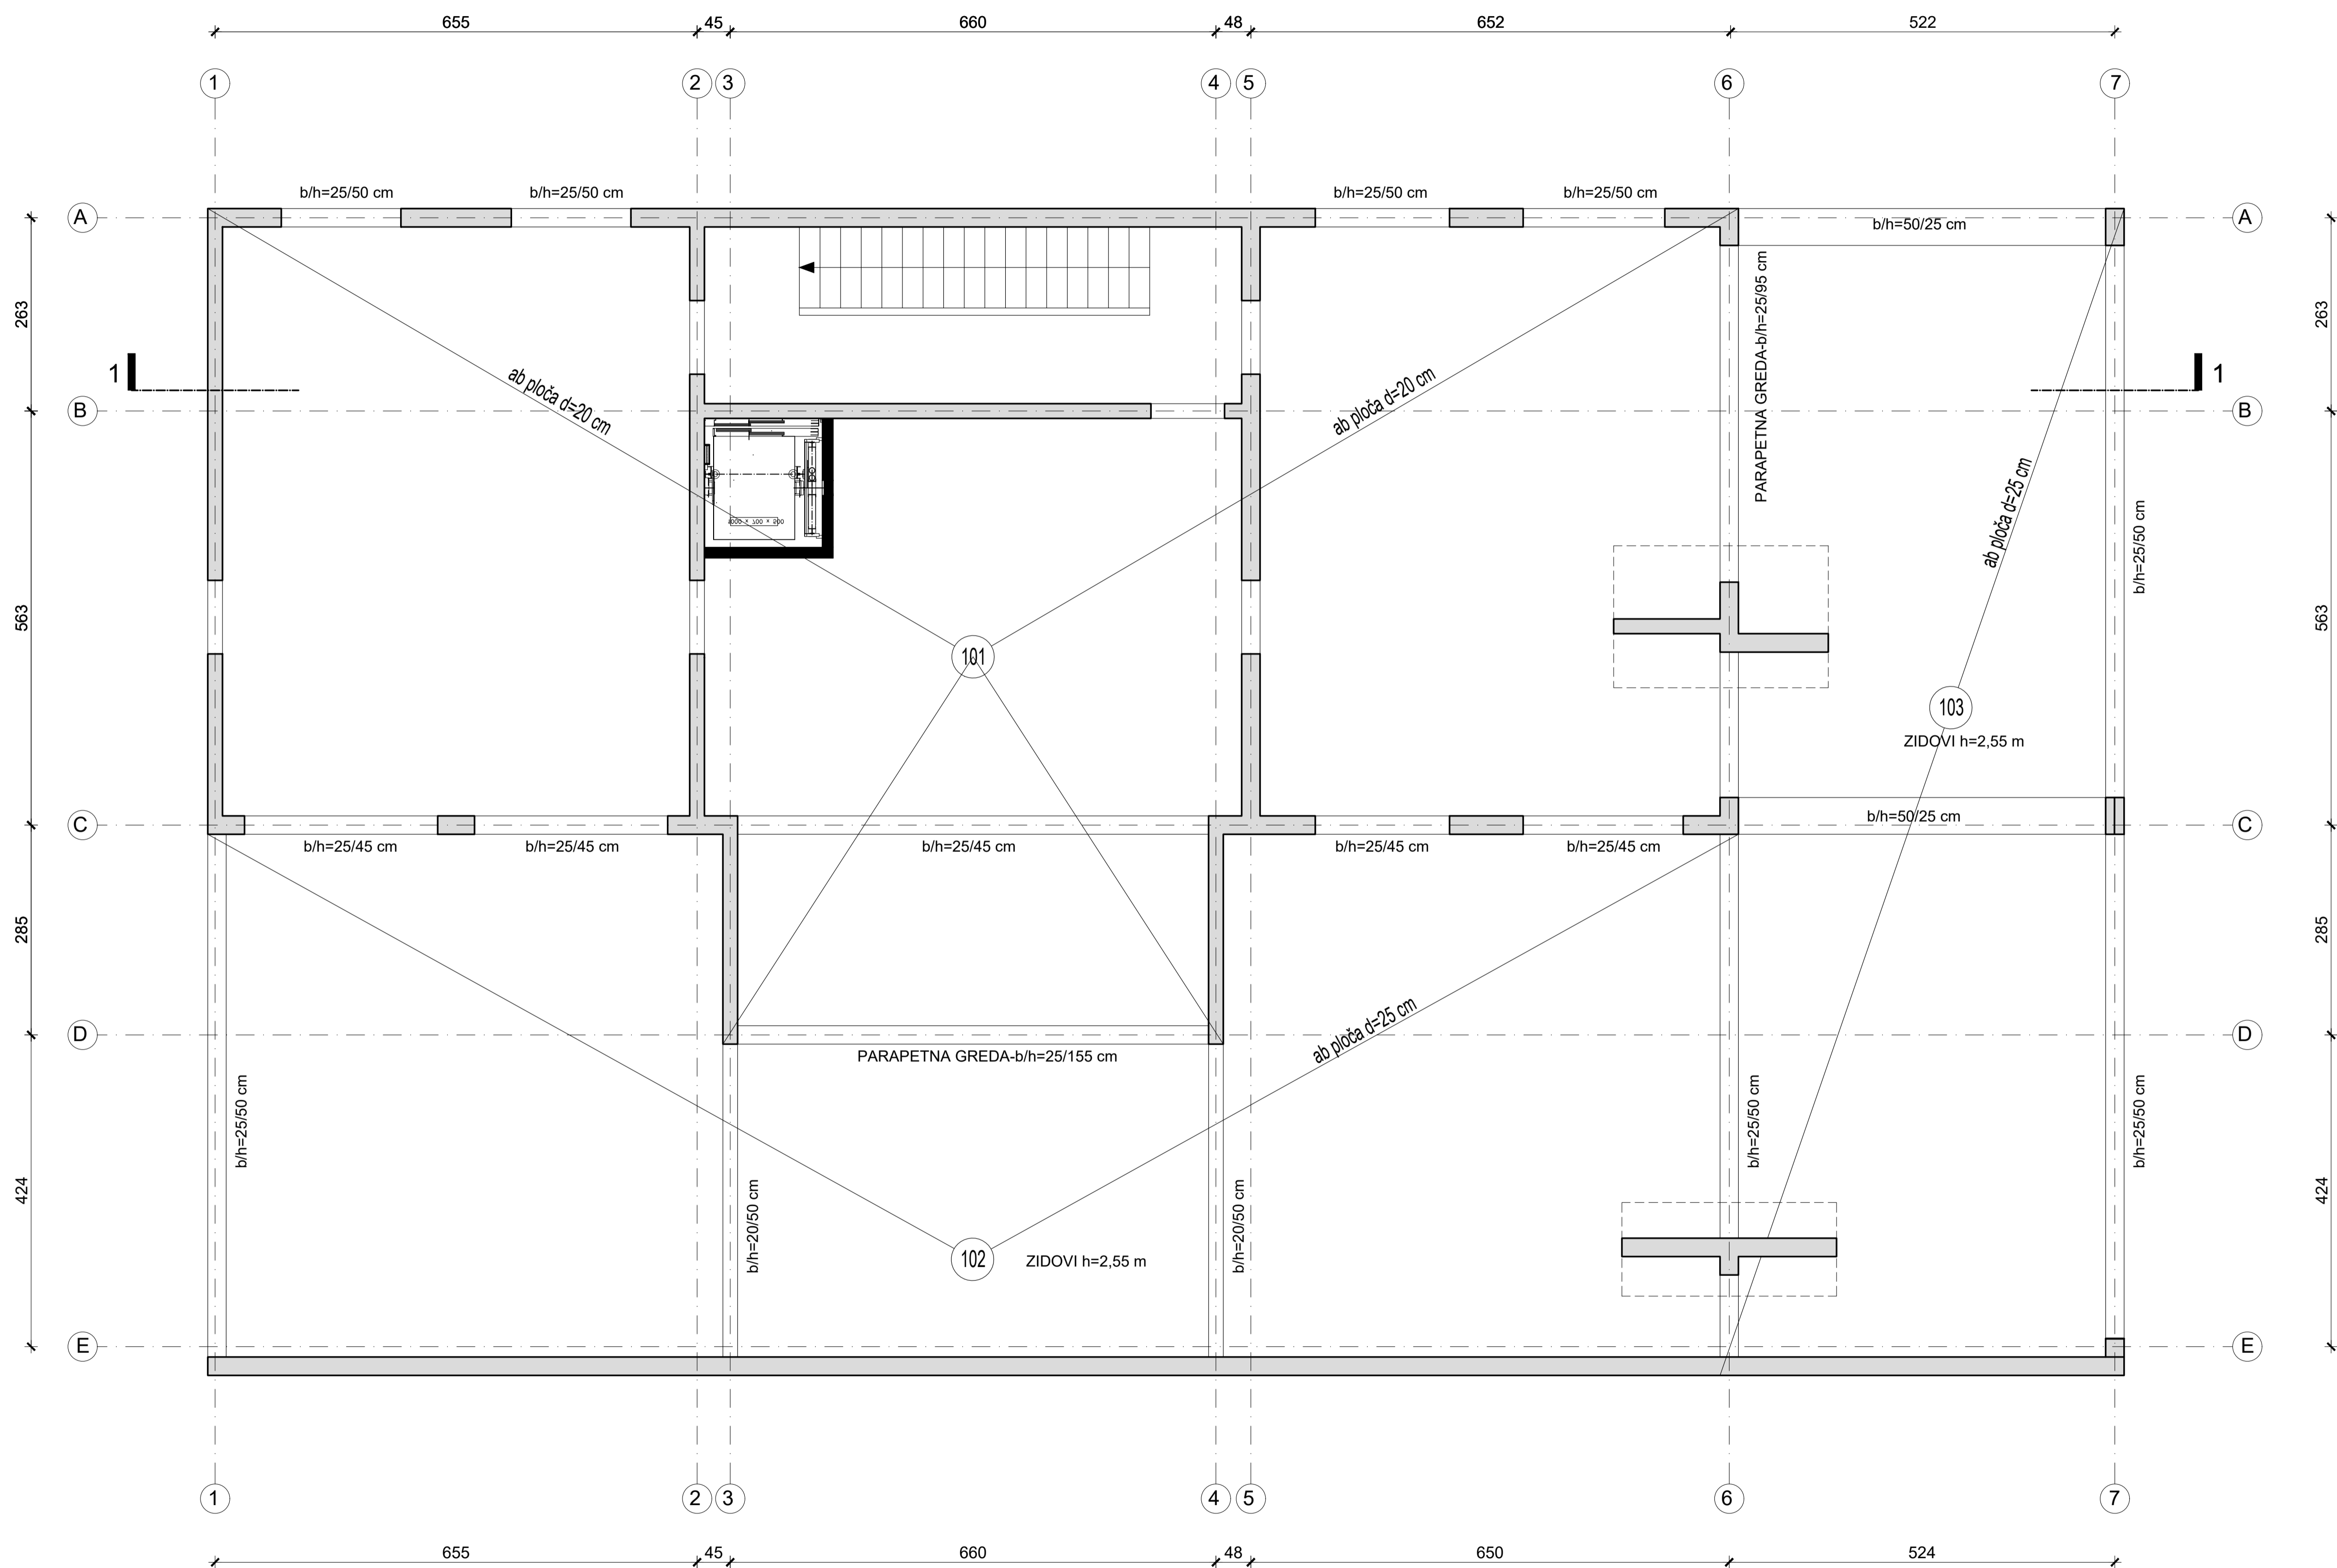 655 45 660 48 652 522
1 2 3 4 5 6 7
b/h=25/50 cm b/h=25/50 cm b/h=25/50 cm b/h=25/50 cm
A A
b/h=50/25 cm
263 263
PARAPETNA GREDA-b/h=25/95 cm
1 1
ab ploča d=20 cm ab ploča d=20 cm
B B
ab ploča d=25 cm
b/h=25/50 cm
563 563
101
103
ZIDOVI h=2,55 m
C C
b/h=50/25 cm
b/h=25/45 cm b/h=25/45 cm b/h=25/45 cm b/h=25/45 cm b/h=25/45 cm
285 285
ab ploča d=25 cm
D D
PARAPETNA GREDA-b/h=25/155 cm
b/h=25/50 cm b/h=25/50 cm b/h=25/50 cm
424 424
b/h=20/50 cm b/h=20/50 cm
102
ZIDOVI h=2,55 m
E E
1 2 3 4 5 6 7
655 45 660 48 650 524